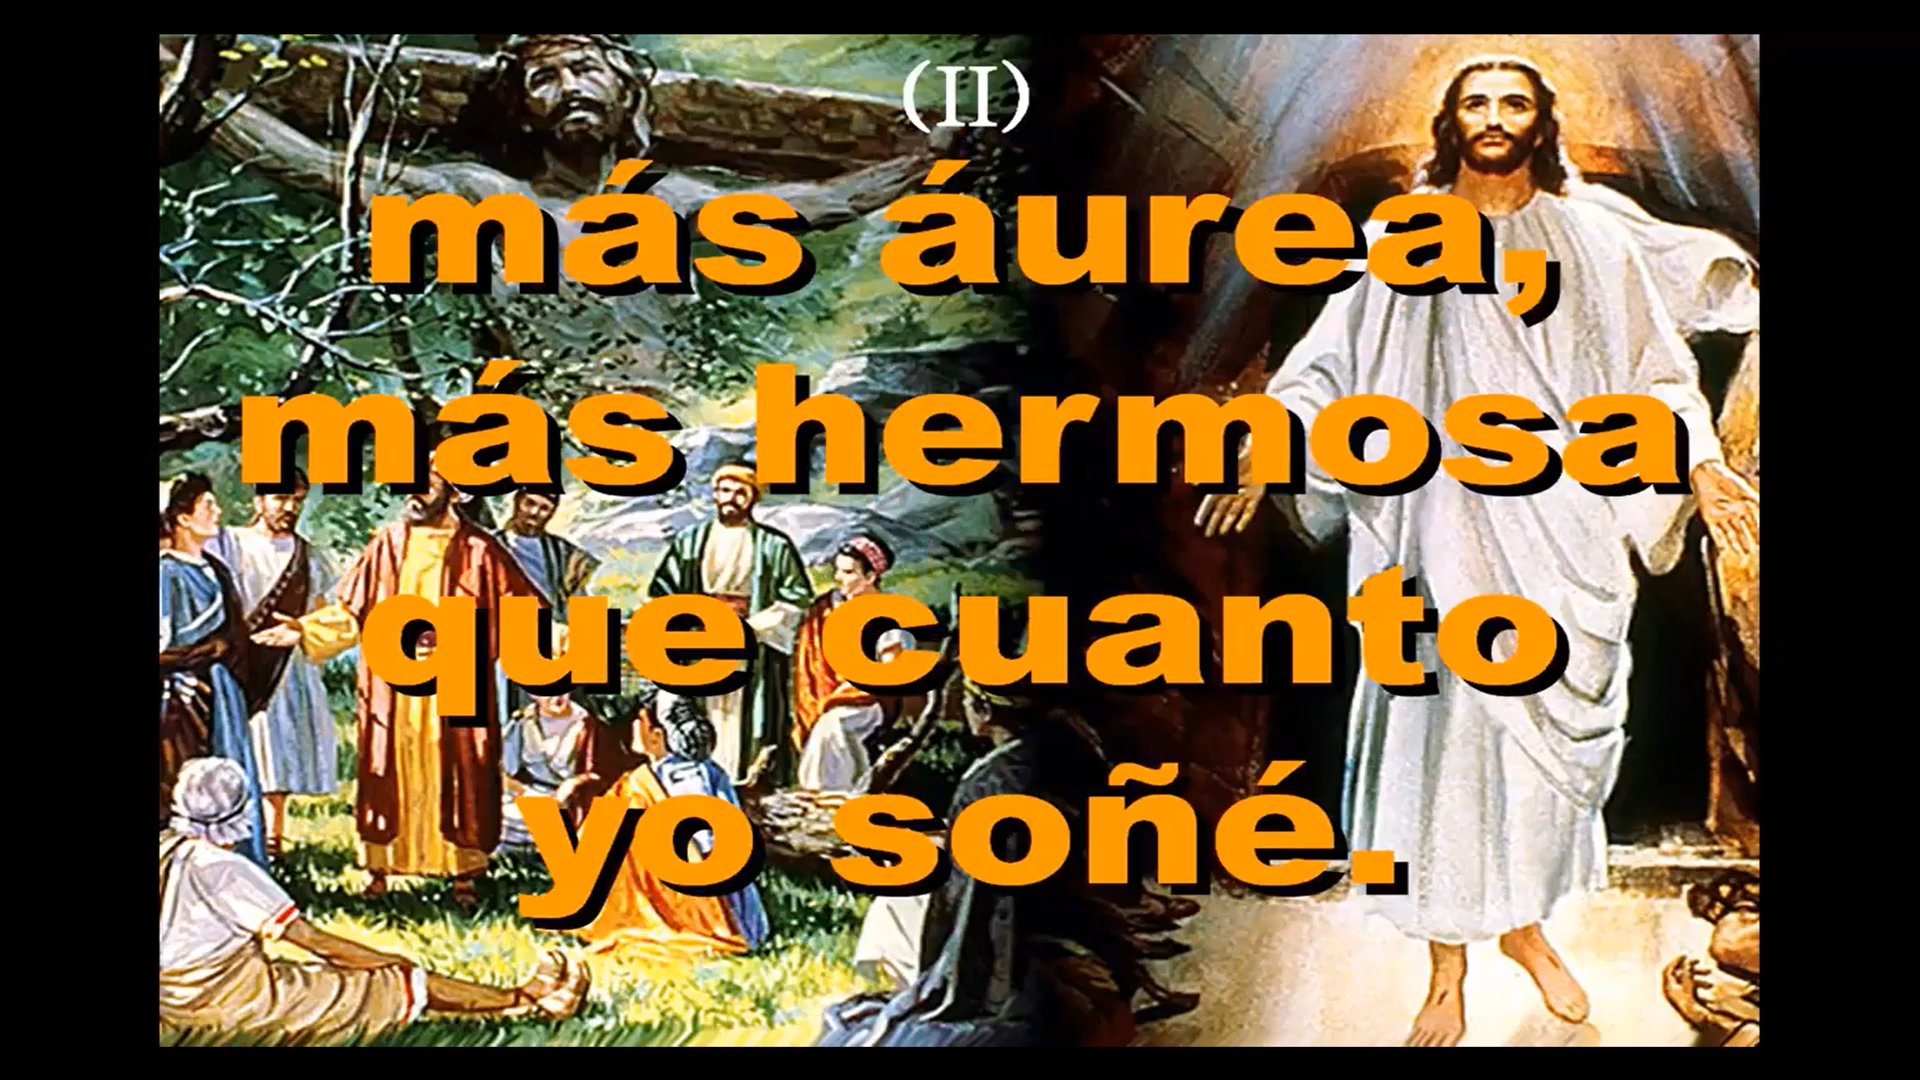 (II)
más áurea,
más hermosa
que cuanto
yo soñé.